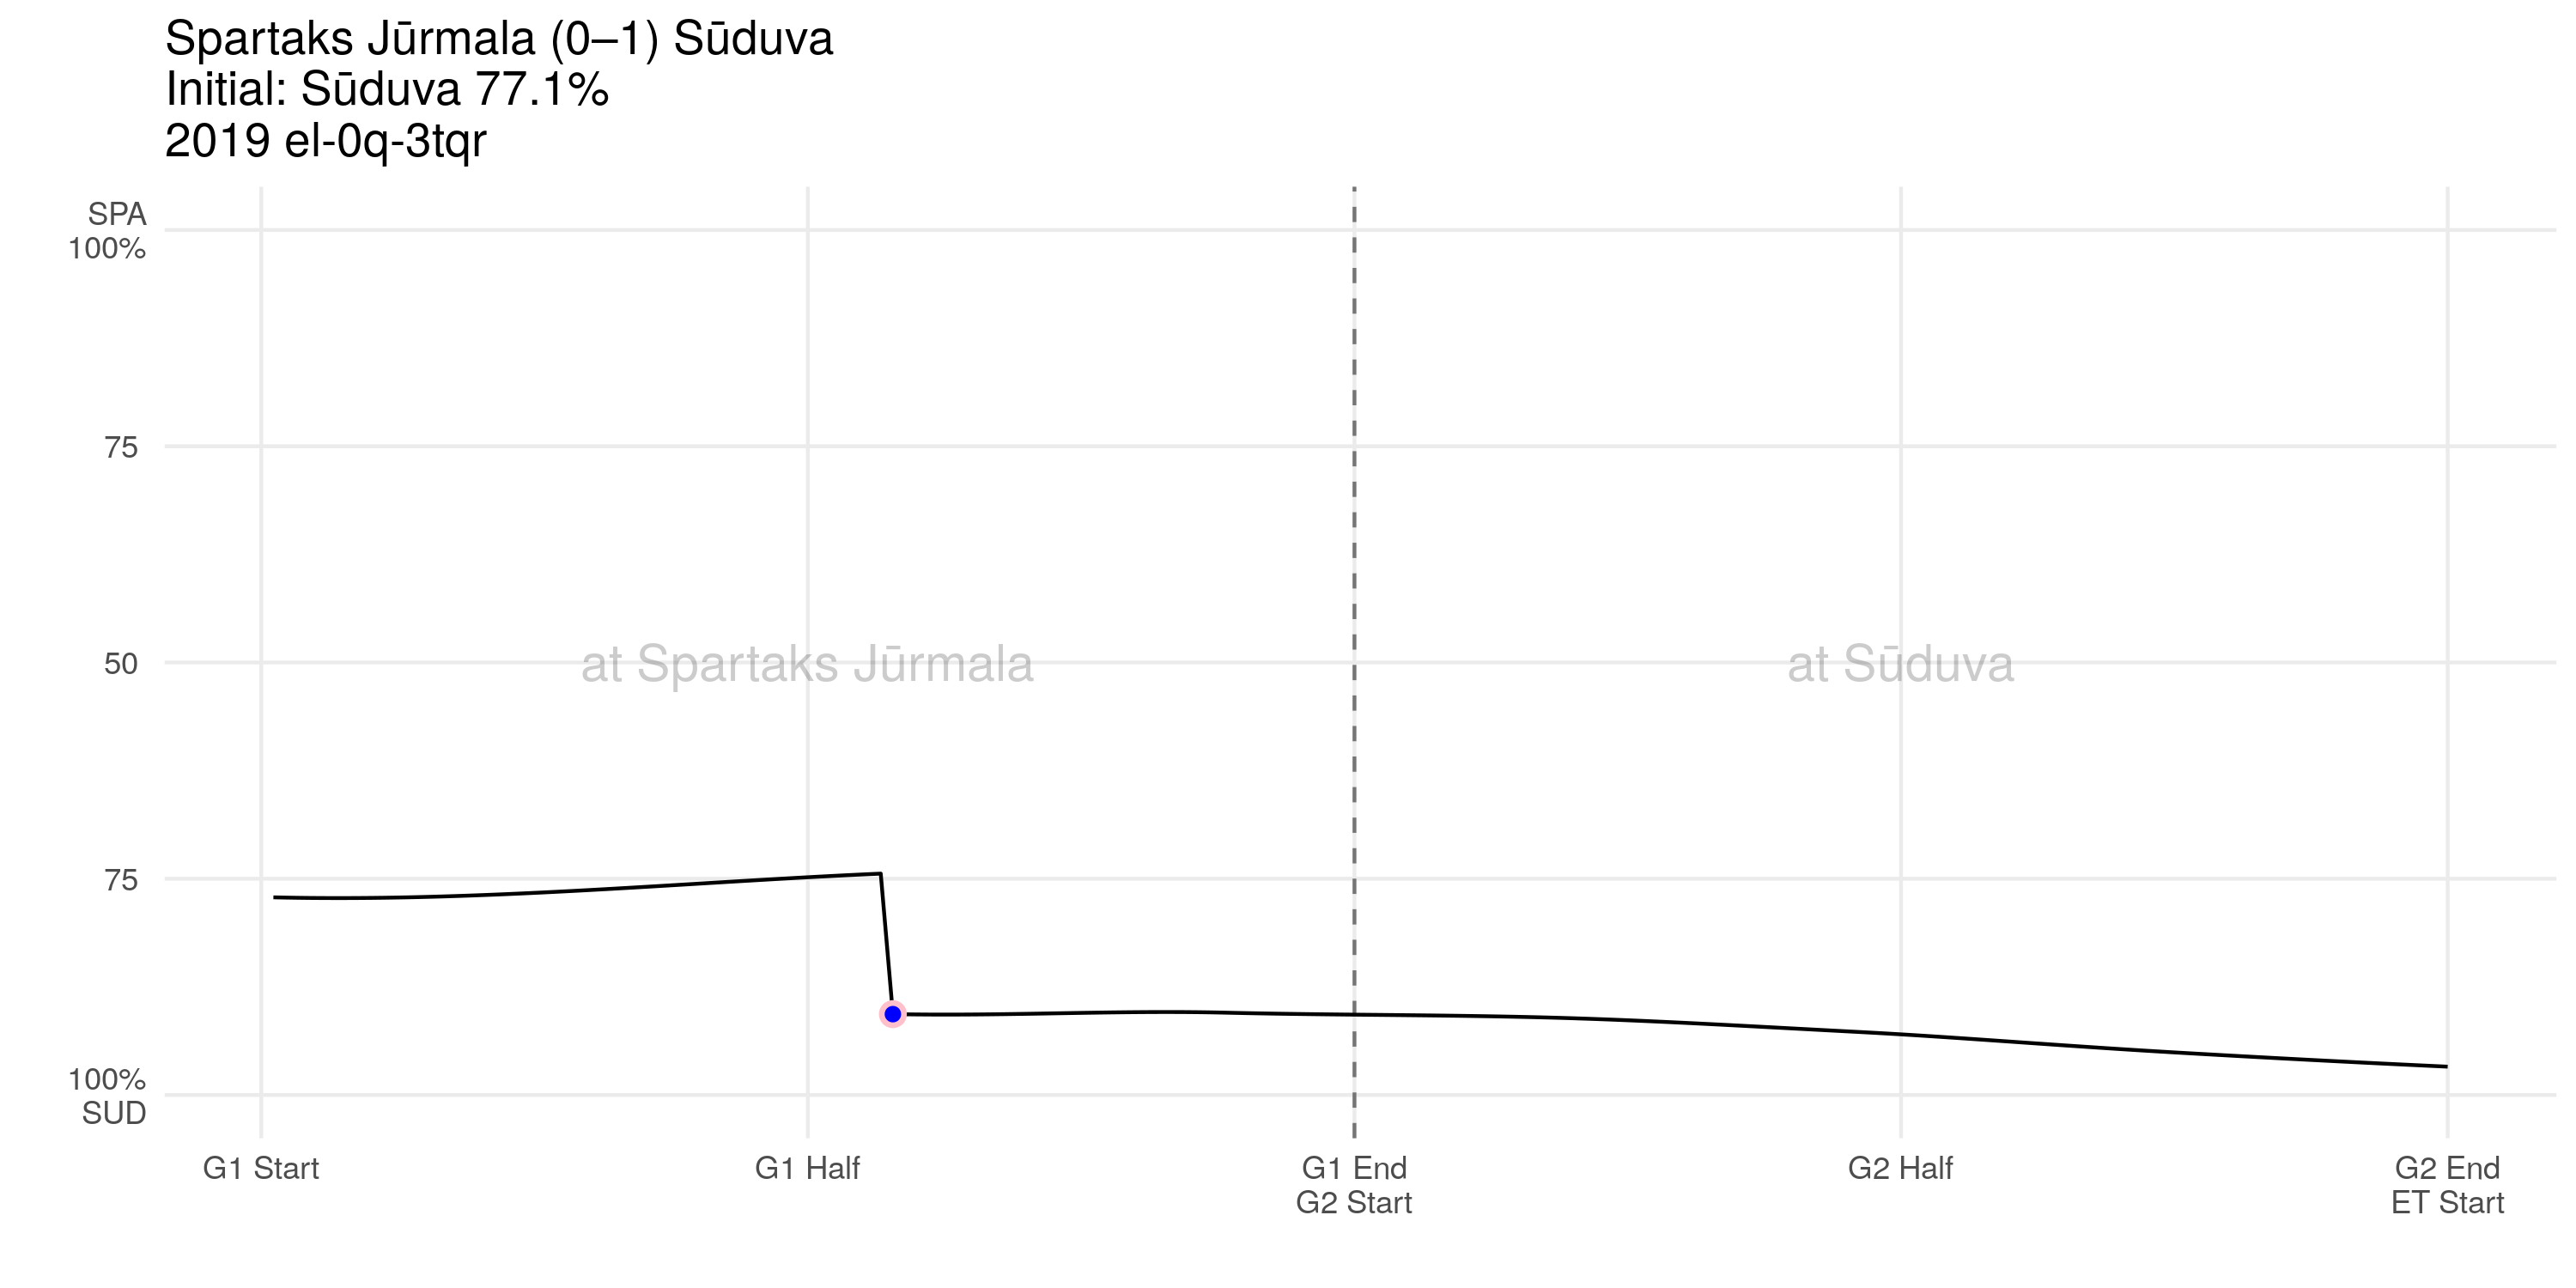 Spartaks Jūrmala (0–1) Sūduva
Initial: Sūduva 77.1%
2019 el-0q-3tqr
SPA
100%
75
50
75
100%
SUD
at Spartaks Jūrmala
at Sūduva
G1 Start
G1 Half
G1 End
G2 Start
G2 Half
G2 End
ET Start